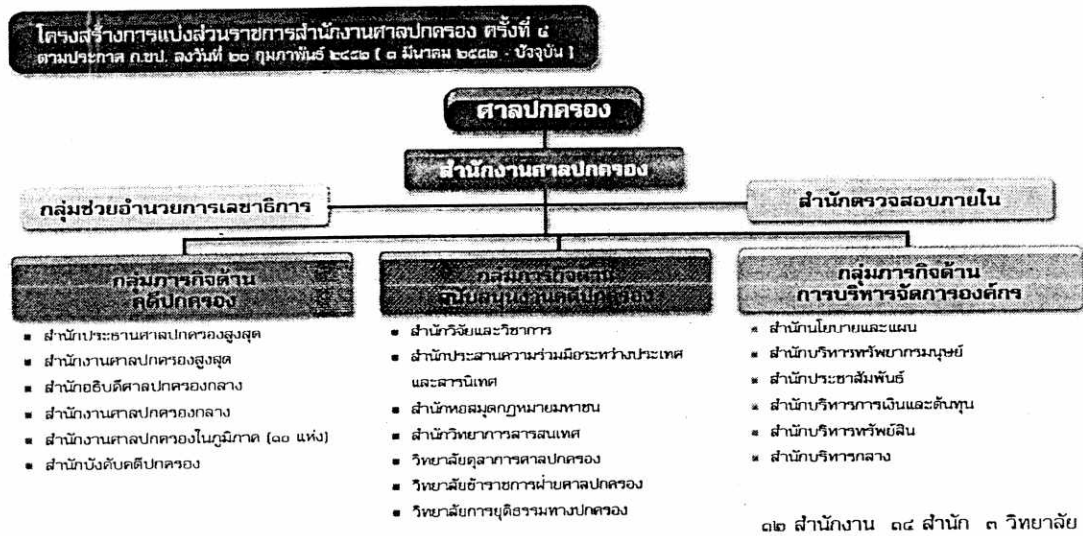 โครงสร้างการแบ่งส่วนราชการสำนักงานศาลปกครอง ครั้งที่ ๔
ตามประกาศ ก.ขป. ลงวันที่ ๒๐ กุมภาพันธ์ ๒๕๕๒ ( ๓ มีนาคม ๒๕๕๒ - ปัจจุบัน )
ศาลปกครอง
สำนักงานศาลปกครอง
กลุ่มช่วยอำนวยการเลขาธิการ
สำนักตรวจสอบภายใน
กลุ่มภารกิจด้าน
คดีปกครอง
■ สำนักประธานศาลปกครองสูงสุด
■ สำนักงานศาลปกครองสูงสุด
■ สำนักอธิบดีศาลปกครองกลาง
■ สำนักงานศาลปกครองกลาง
■ สำนักงานศาลปกครองในภูมิภาค (๑๐ แห่ง)
■ สำนักบังคับคดีปกครอง
กลุ่มภารกิจด้าน
สนับสนุนงานคดีปกครอง
■ สำนักวิจัยและวิชาการ
■ สำนักประสานความร่วมมือระหว่างประเทศ
และสารนิเทศ
■ สำนักหอสมุดกฎหมายมหาชน
■ สำนักวิทยาการสารสนเทศ
■ วิทยาลัยตุลาการศาลปกครอง
■ วิทยาลัยข้าราชการฝ่ายศาลปกครอง
■ วิทยาลัยการยุติธรรมทางปกครอง
กลุ่มภารกิจด้าน
การบริหารจัดการองค์กร
■ สำนักนโยบายและแผน
■ สำนักบริหารทรัพยากรมนุษย์
■ สำนักประชาสัมพันธ์
■ สำนักบริหารการเงินและต้นทุน
■ สำนักบริหารทรัพย์สิน
■ สำนักบริหารกลาง
๑๒ สำนักงาน ๑๔ สำนัก ๓ วิทยาลัย